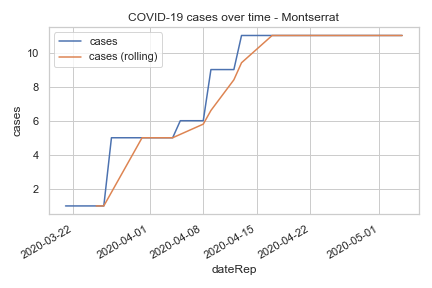 COVID-19 cases over time - Montserrat
cases
cases (rolling)
10
8
6
4
2
cases
2020-03-22
2020-04-01
2020-04-08
2020-04-15
2020-04-22
2020-05-01
dateRep